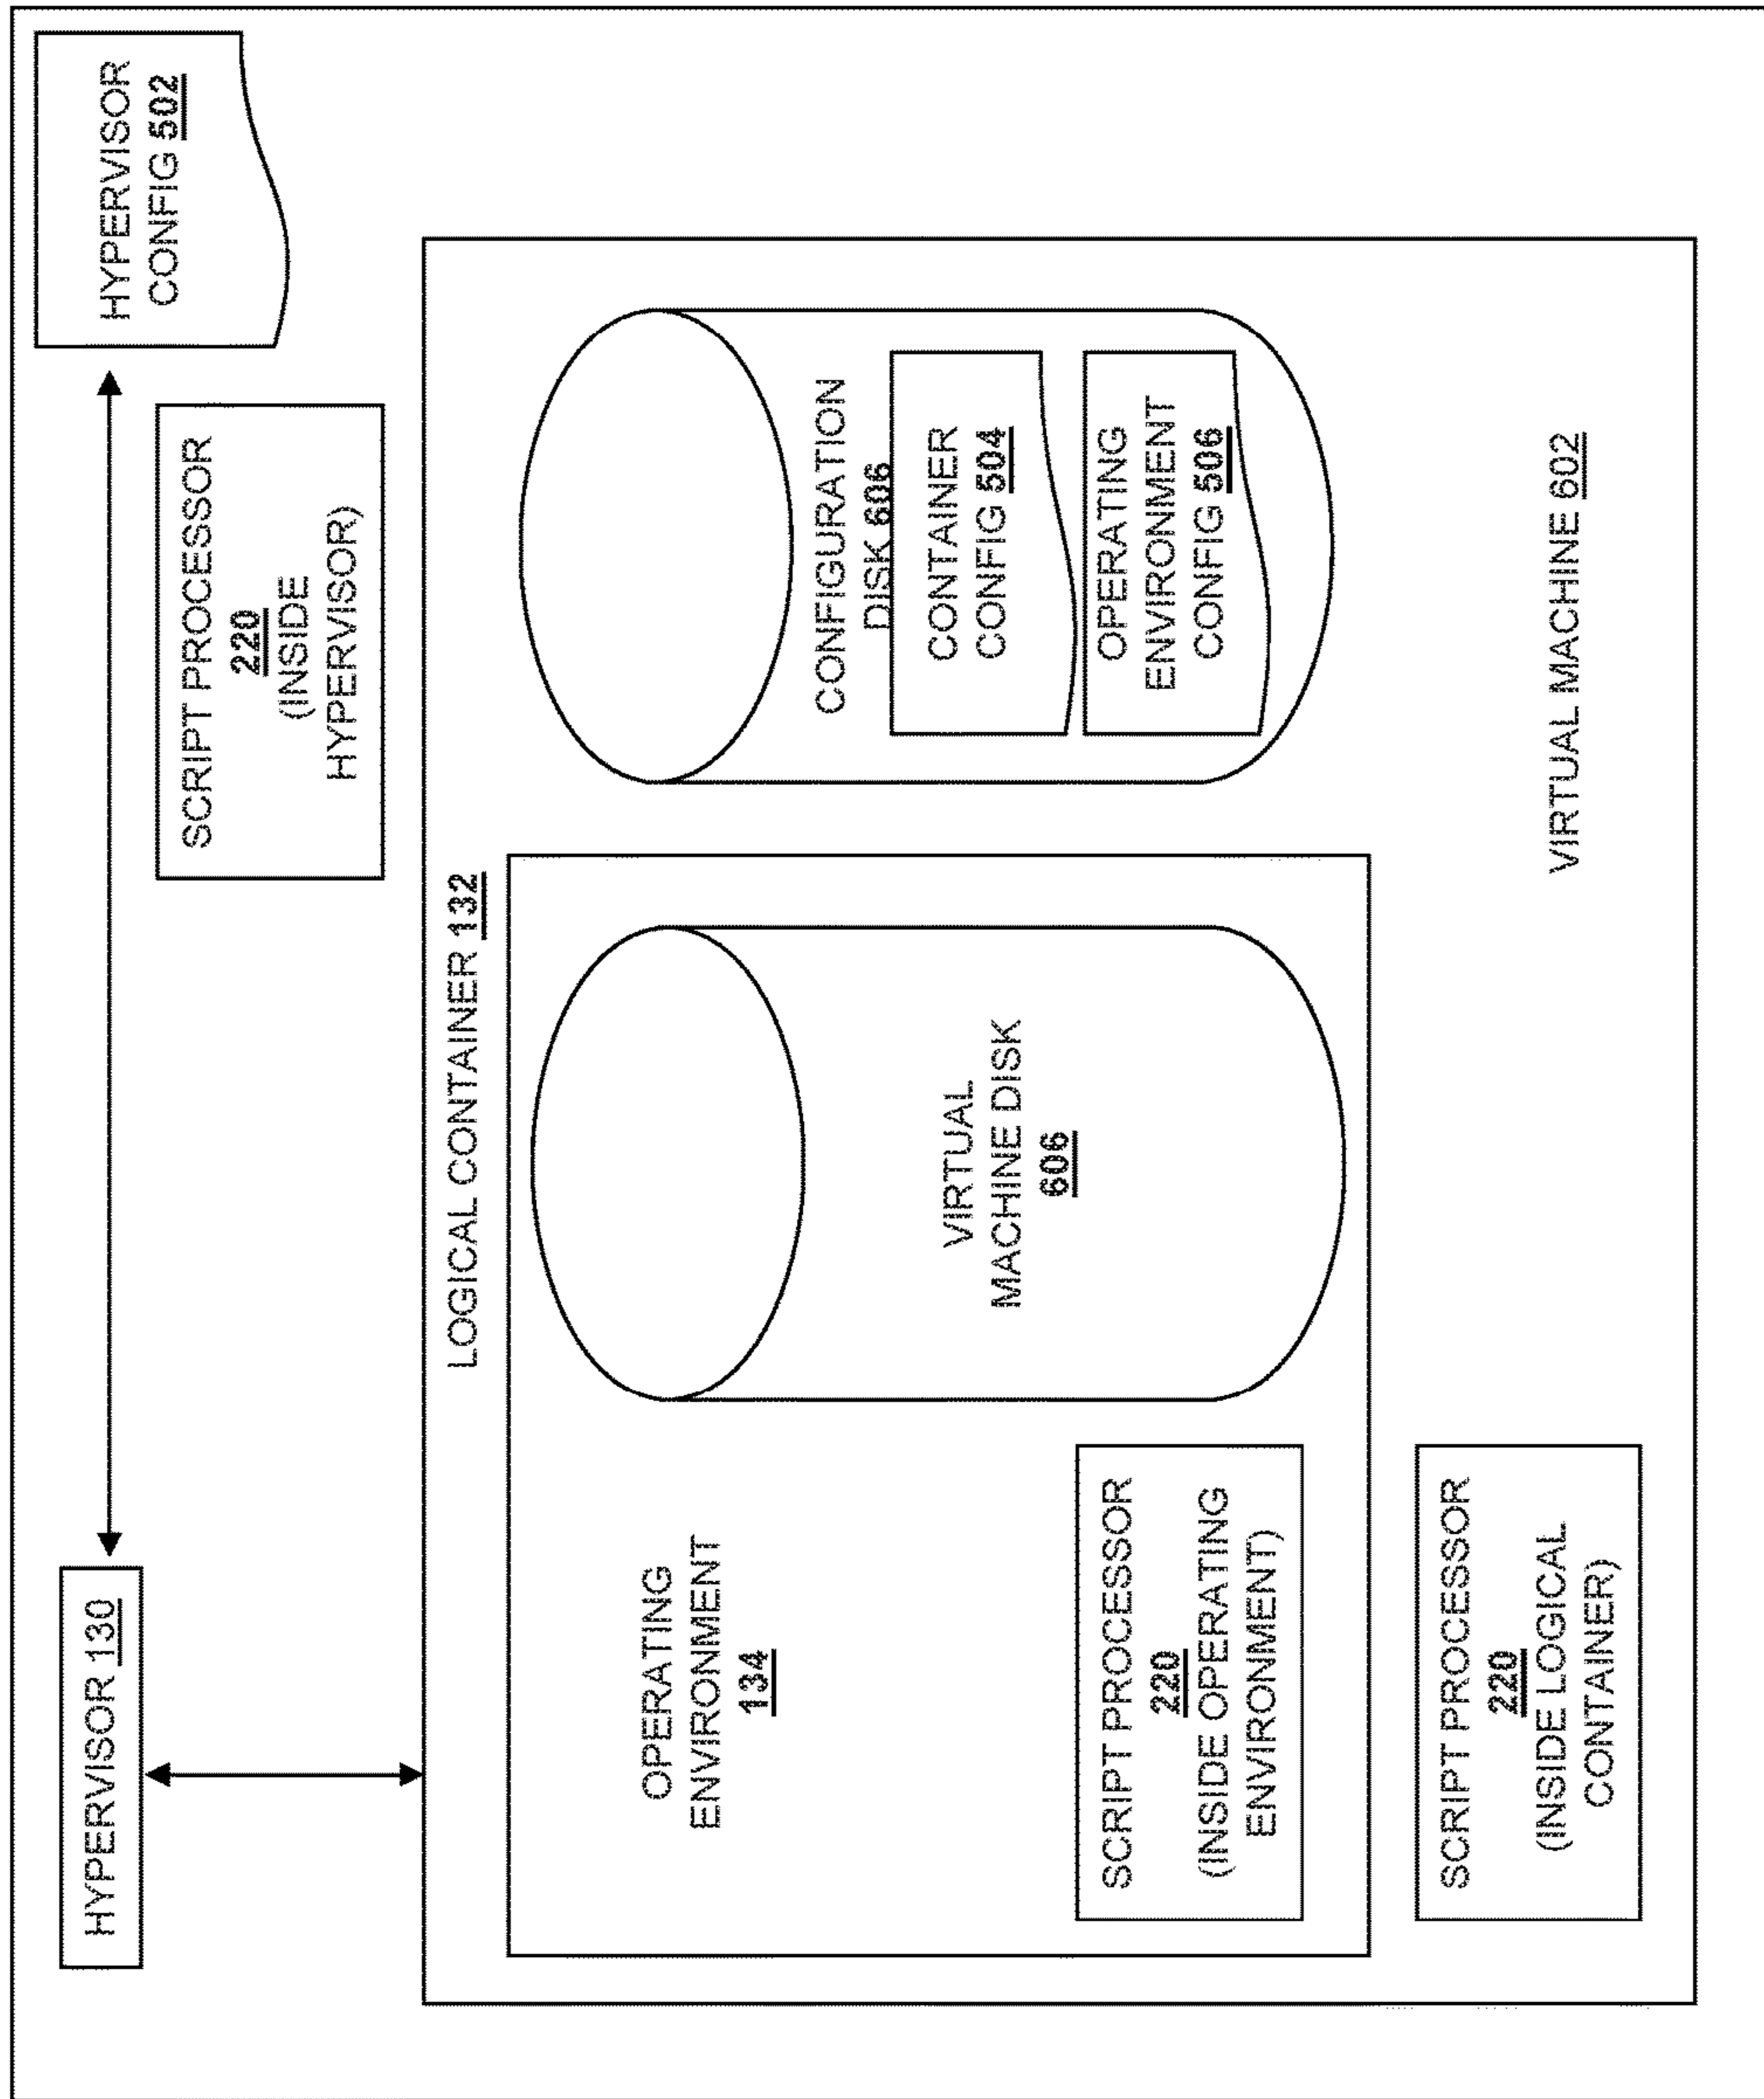 HYPERVISOR 130
HYPERVISOR
CONFIG 502
SCRIPT PROCESSOR
220
(INSIDE
HYPERVISOR)
LOGICAL CONTAINER 132
OPERATING
ENVIRONMENT
134
VIRTUAL
MACHINE DISK
606
CONFIGURATION
DISK 606
CONTAINER
CONFIG 504
OPERATING
ENVIRONMENT
CONFIG 506
SCRIPT PROCESSOR
220
(INSIDE OPERATING
ENVIRONMENT)
SCRIPT PROCESSOR
220
(INSIDE LOGICAL
CONTAINER)
VIRTUAL MACHINE 602